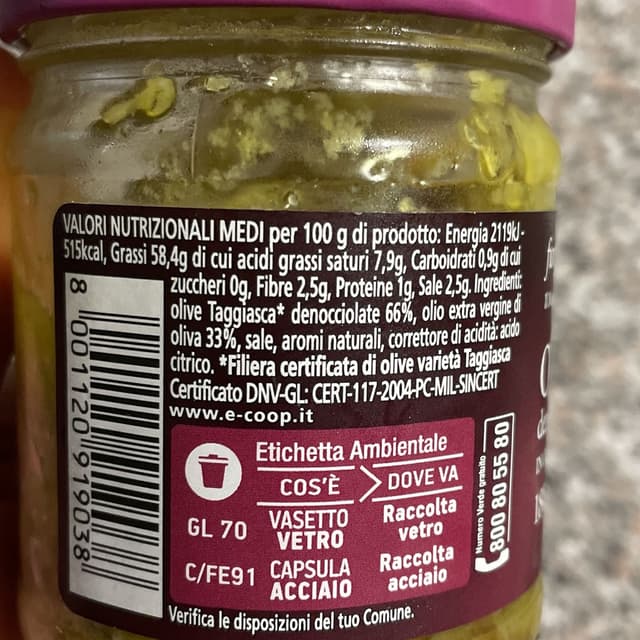 VALORI NUTRIZIONALI MEDI per 100 g di prodotto: Energia 2119kJ-
515kcal, Grassi 58,4g di cui acidi grassi saturi 7,9g, Carboidrati 0,9g di cui
zuccheri 0g, Fibre 2,5g, Proteine 1g, Sale 2,5g. Ingredienti:
olive Taggiasca* denocciolate 66%, olio extra vergine di
oliva 33%, sale, aromi naturali, correttore di acidità: acido
citrico. *Filiera certificata di olive varietà Taggiasca
Certificato DNV-GL: CERT-117-2004-PC-MIL-SINCERT
www.e-coop.it
8 001120 919038
Etichetta Ambientale
COS'È DOVE VA
GL 70 VASETTO VETRO Raccolta vetro
C/FE91 CAPSULA ACCIAIO Raccolta acciaio
Verifica le disposizioni del tuo Comune.
Numero Verde gratuito
800 80 55 80